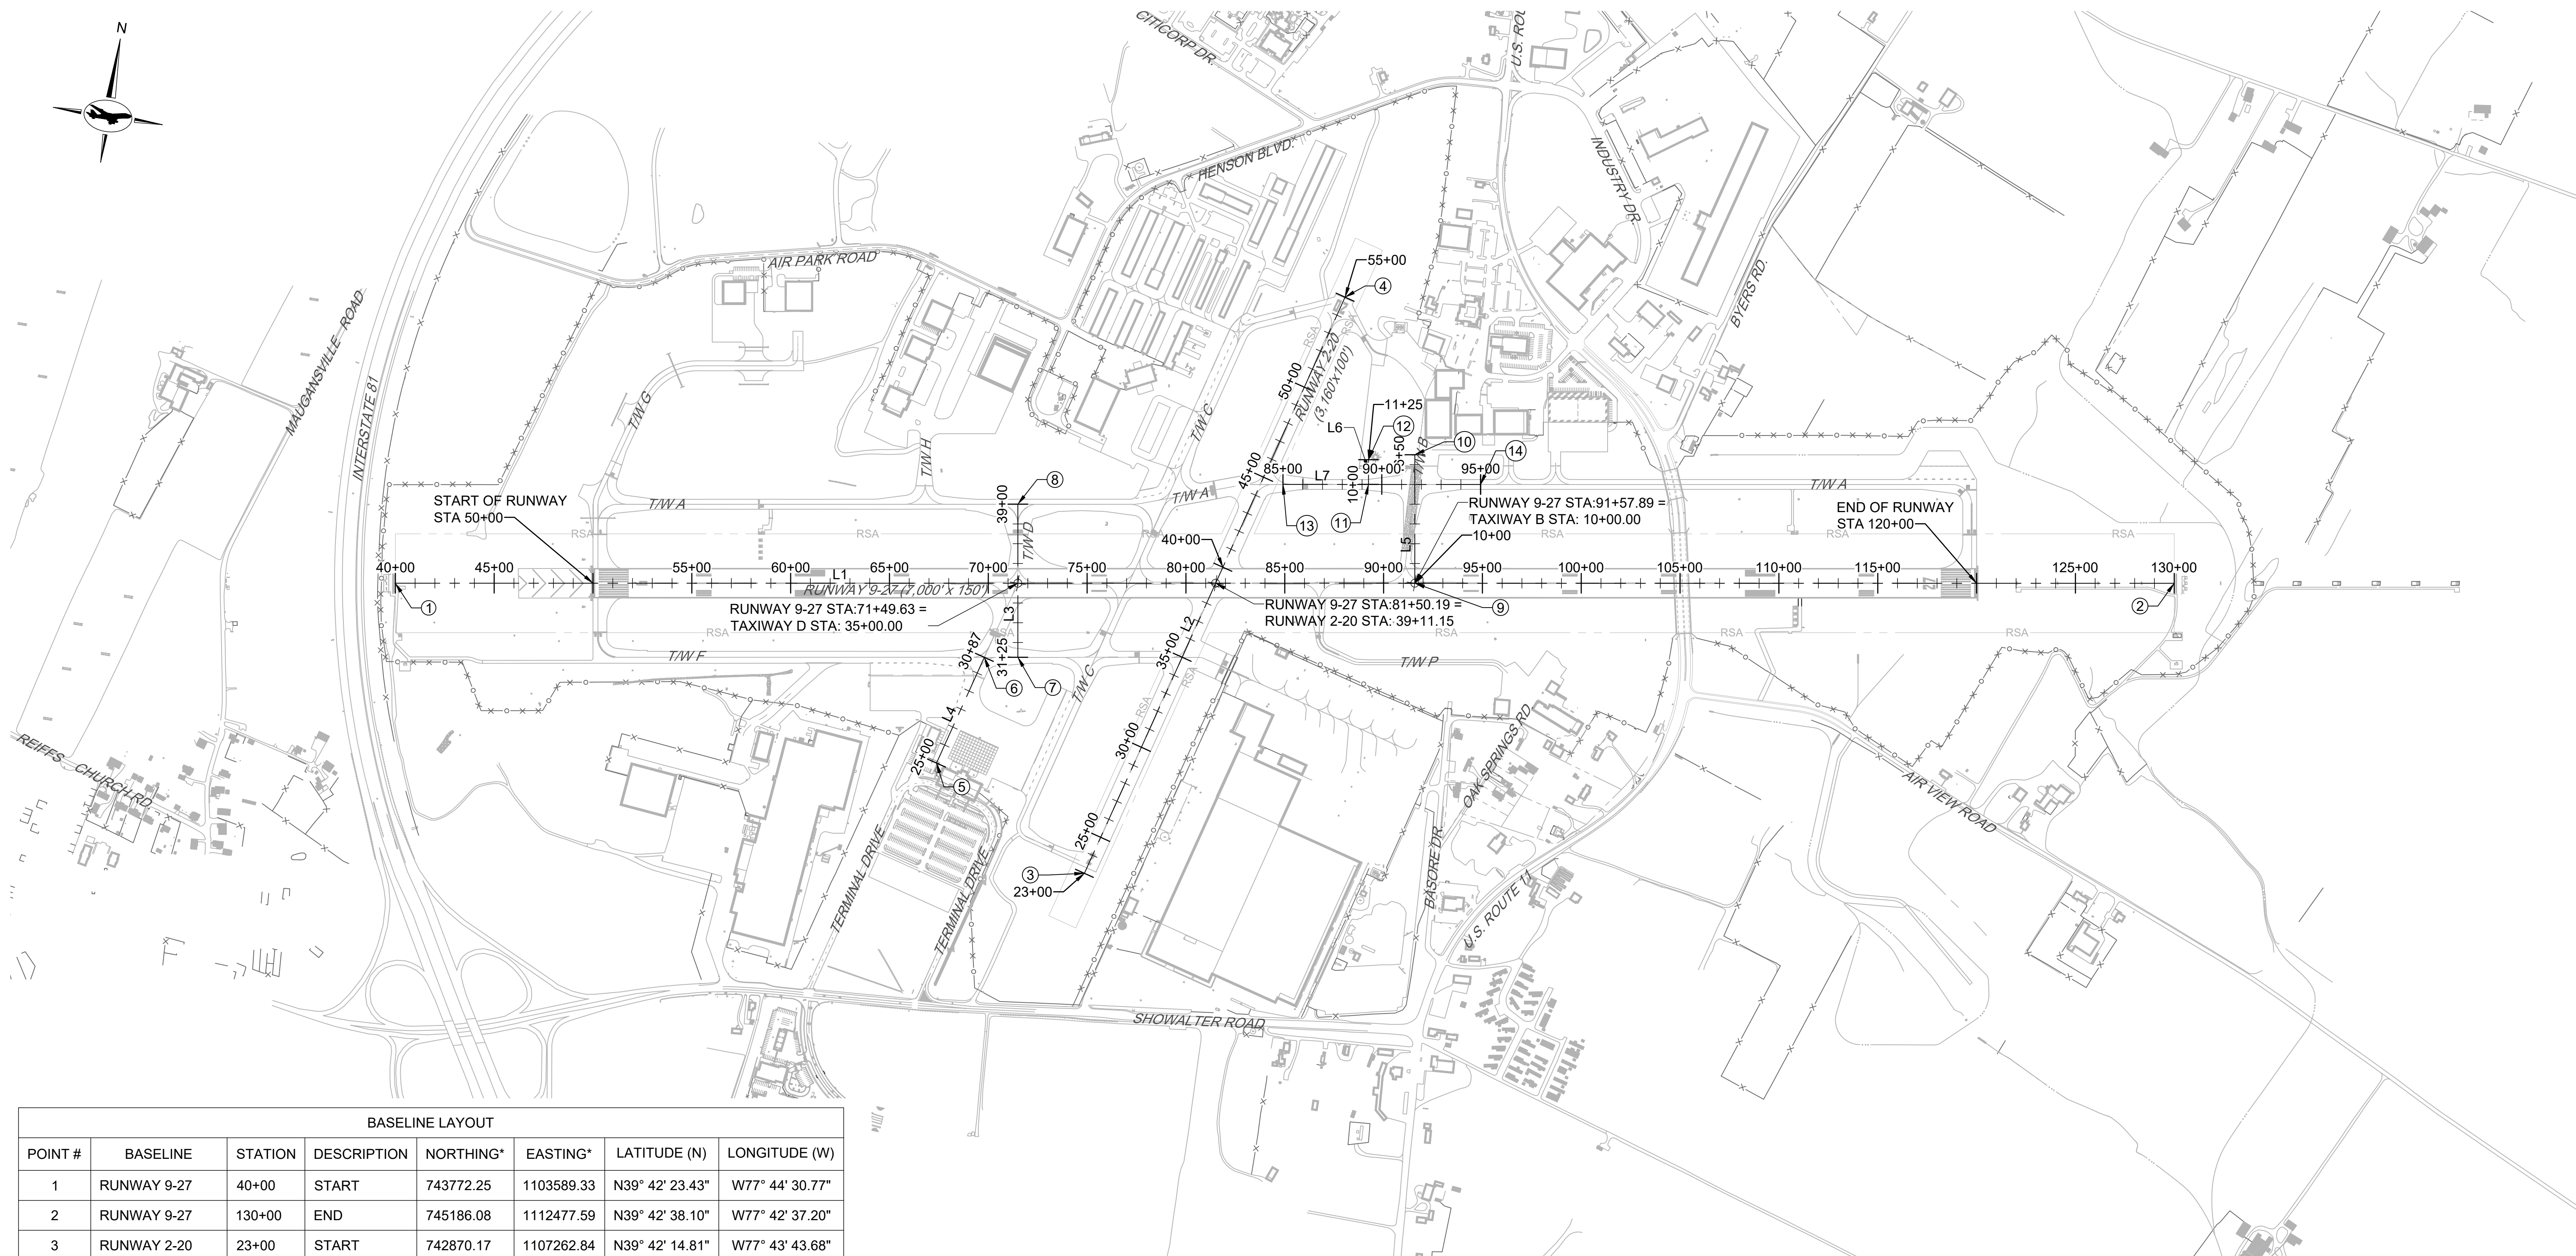 N
CITICORP DR.
U.S. ROU
HENSON BLVD.
INDUSTRY DR.
BYERS RD.
AIR PARK ROAD
MAUGANSVILLE ROAD
INTERSTATE 81
REIFFS CHURCH RD
55+00
4
RSA
RSA
RUNWAY 2-20
(3,160'x100')
50+00
45+00
T/W G
T/W H
T/W C
11+25
L6
12
10
T/W B
14
85+00
L7
10+00
90+00
95+00
13
11
8
39+00
T/W D
T/W A
T/W A
T/W A
START OF RUNWAY
STA 50+00
RUNWAY 9-27 STA:91+57.89 =
TAXIWAY B STA: 10+00.00
10+00
L5
END OF RUNWAY
STA 120+00
RSA
RSA
RSA
RSA
RSA
RSA
40+00
40+00
45+00
55+00
60+00
L1
65+00
70+00
75+00
80+00
85+00
90+00
95+00
100+00
105+00
110+00
115+00
125+00
130+00
RUNWAY 9-27 (7,000' x 150')
27
1
2
9
RUNWAY 9-27 STA:71+49.63 =
TAXIWAY D STA: 35+00.00
RUNWAY 9-27 STA:81+50.19 =
RUNWAY 2-20 STA: 39+11.15
RSA
RSA
RSA
RSA
RSA
L3
L2
30+87
31+25
35+00
T/W F
T/W C
T/W P
6
7
RSA
RSA
L4
25+00
5
30+00
25+00
3
23+00
TERMINAL DRIVE
TERMINAL DRIVE
OAK SPRINGS RD
BASORE DR.
U.S. ROUTE 11
AIR VIEW ROAD
SHOWALTER ROAD
BASELINE LAYOUT
POINT # BASELINE STATION DESCRIPTION NORTHING* EASTING* LATITUDE (N) LONGITUDE (W)
1 RUNWAY 9-27 40+00 START 743772.25 1103589.33 N39° 42' 23.43" W77° 44' 30.77"
2 RUNWAY 9-27 130+00 END 745186.08 1112477.59 N39° 42' 38.10" W77° 42' 37.20"
3 RUNWAY 2-20 23+00 START 742870.17 1107262.84 N39° 42' 14.81" W77° 43' 43.68"